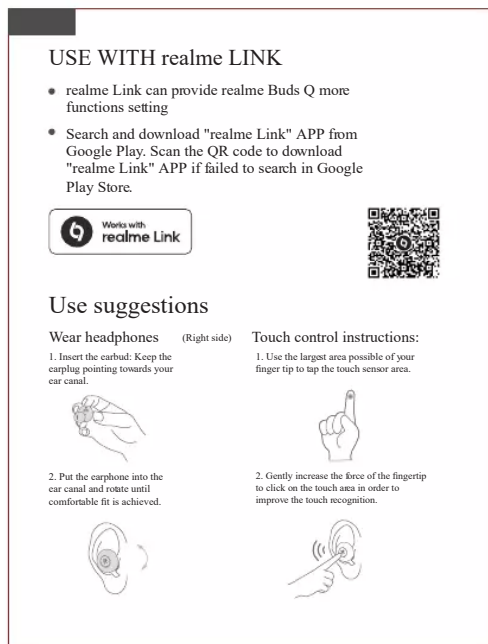 USE WITH realme LINK
realme Link can provide realme Buds Q more
functions setting
Search and download "realme Link" APP from
Google Play. Scan the QR code to download
"realme Link" APP if failed to search in Google
Play Store.
Works with
realme Link
Use suggestions
Wear headphones (Right side)
1. Insert the earbud: Keep the
earplug pointing towards your
ear canal.
2. Put the earphone into the
ear canal and rotate until
comfortable fit is achieved.
Touch control instructions:
1. Use the largest area possible of your
finger tip to tap the touch sensor area.
2. Gently increase the force of the fingertip
to click on the touch area in order to
improve the touch recognition.